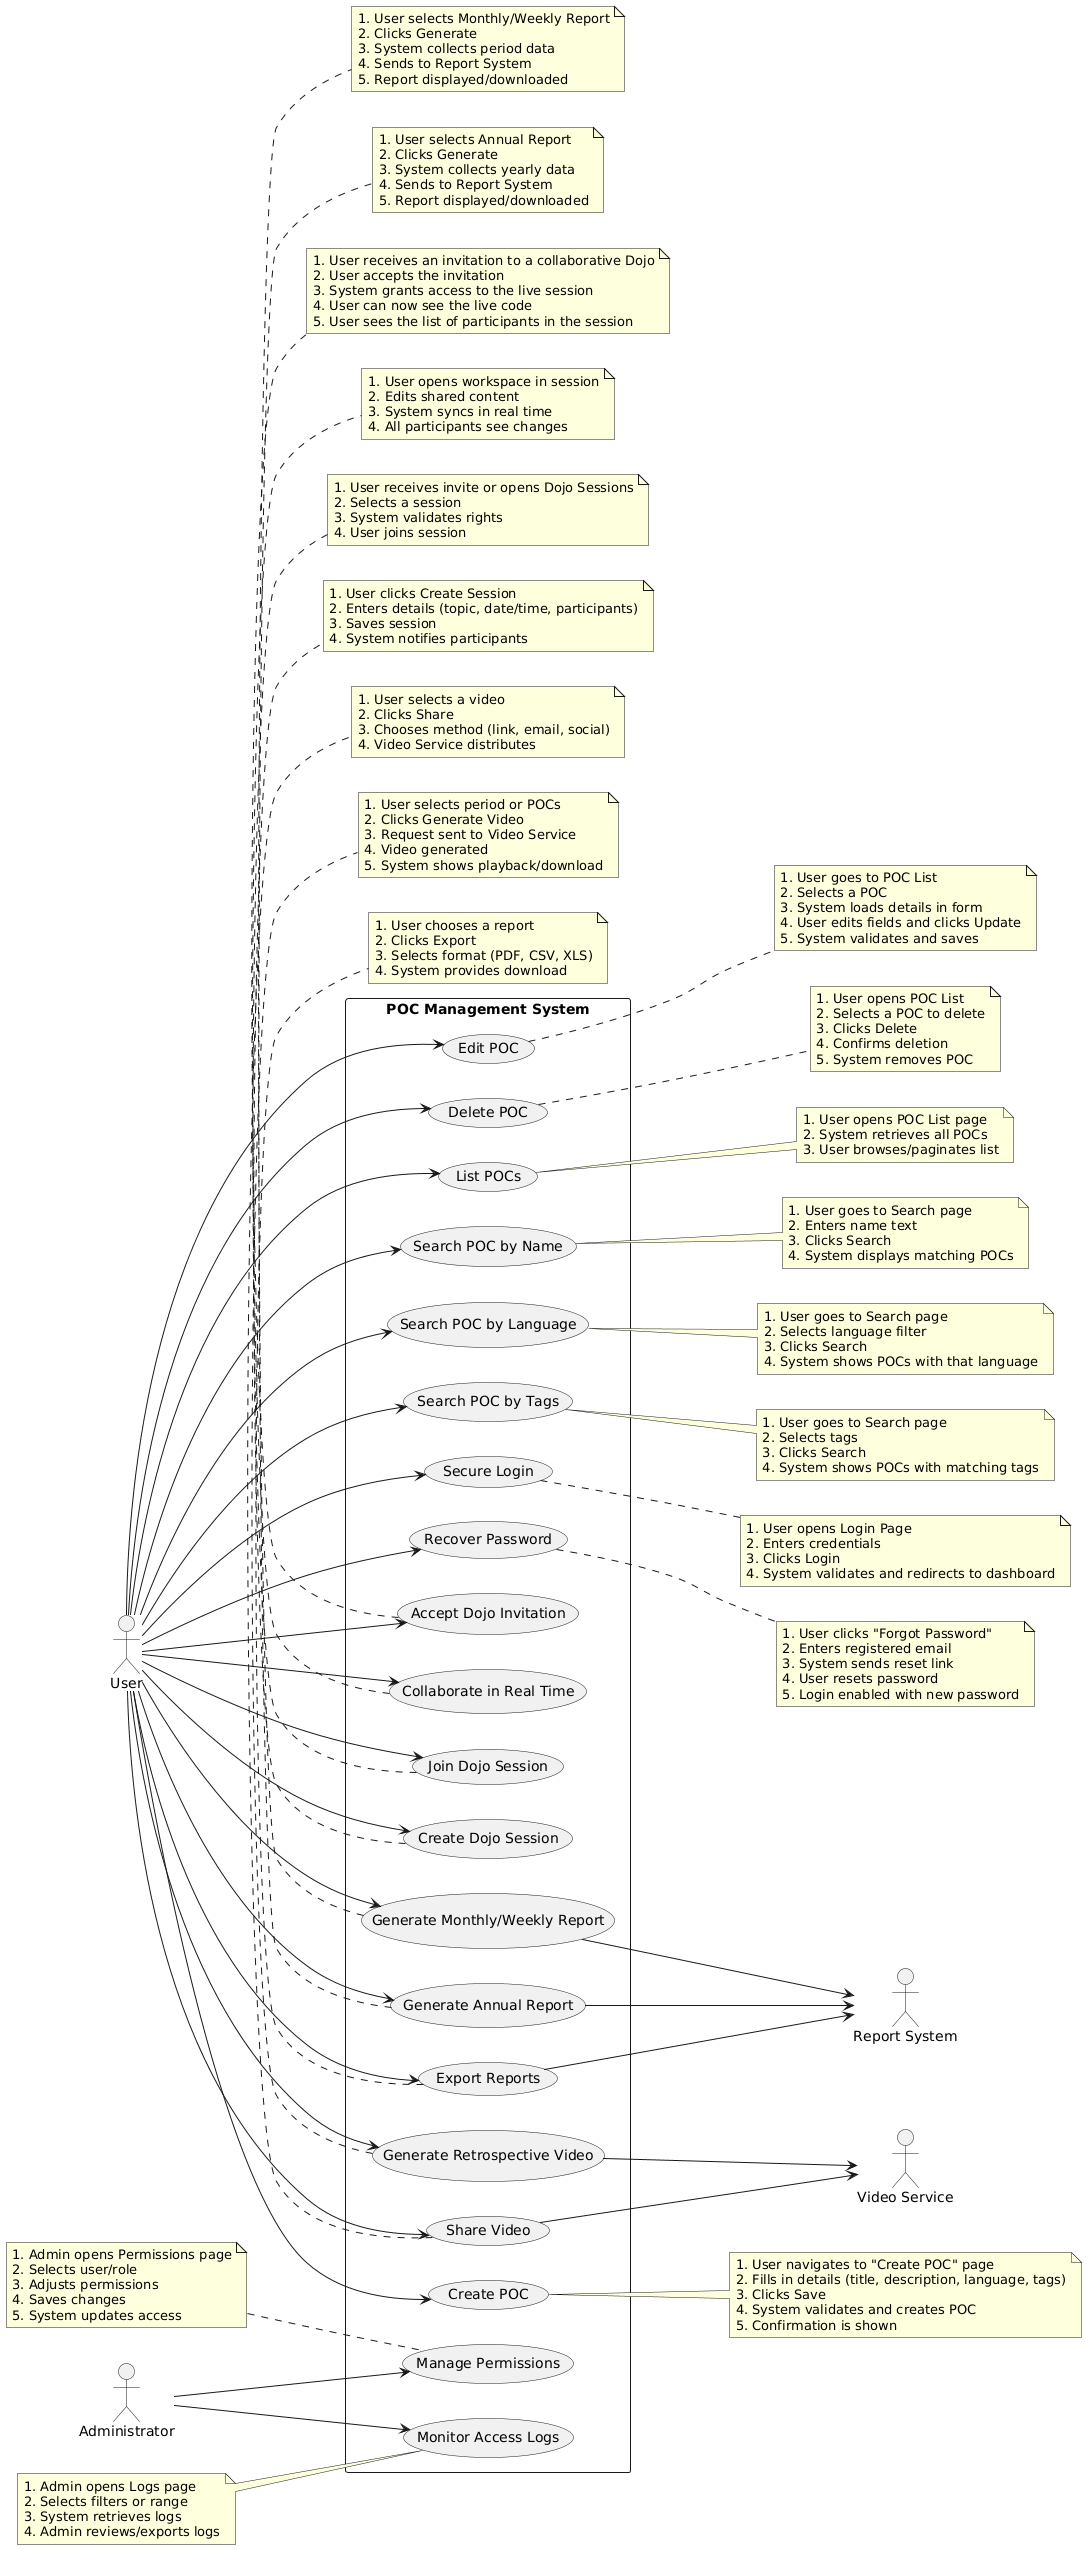 1. User selects Monthly/Weekly Report
2. Clicks Generate
3. System collects period data
4. Sends to Report System
5. Report displayed/downloaded
1. User selects Annual Report
2. Clicks Generate
3. System collects yearly data
4. Sends to Report System
5. Report displayed/downloaded
1. User receives an invitation to a collaborative Dojo
2. User accepts the invitation
3. System grants access to the live session
4. User can now see the live code
5. User sees the list of participants in the session
1. User opens workspace in session
2. Edits shared content
3. System syncs in real time
4. All participants see changes
1. User receives invite or opens Dojo Sessions
2. Selects a session
3. System validates rights
4. User joins session
1. User clicks Create Session
2. Enters details (topic, date/time, participants)
3. Saves session
4. System notifies participants
1. User selects a video
2. Clicks Share
3. Chooses method (link, email, social)
4. Video Service distributes
1. User selects period or POCs
2. Clicks Generate Video
3. Request sent to Video Service
4. Video generated
5. System shows playback/download
1. User goes to POC List
2. Selects a POC
3. System loads details in form
4. User edits fields and clicks Update
5. System validates and saves
1. User chooses a report
2. Clicks Export
3. Selects format (PDF, CSV, XLS)
4. System provides download
POC Management System
Edit POC
1. User opens POC List
2. Selects a POC to delete
3. Clicks Delete
4. Confirms deletion
5. System removes POC
Delete POC
1. User opens POC List page
2. System retrieves all POCs
3. User browses/paginates list
List POCs
1. User goes to Search page
2. Enters name text
3. Clicks Search
4. System displays matching POCs
Search POC by Name
1. User goes to Search page
2. Selects language filter
3. Clicks Search
4. System shows POCs with that language
Search POC by Language
1. User goes to Search page
2. Selects tags
3. Clicks Search
4. System shows POCs with matching tags
Search POC by Tags
Secure Login
1. User opens Login Page
2. Enters credentials
3. Clicks Login
4. System validates and redirects to dashboard
Recover Password
1. User clicks "Forgot Password"
2. Enters registered email
3. System sends reset link
4. User resets password
5. Login enabled with new password
Accept Dojo Invitation
User
Collaborate in Real Time
Join Dojo Session
Create Dojo Session
Generate Monthly/Weekly Report
Generate Annual Report
Report System
Export Reports
Generate Retrospective Video
Video Service
Share Video
1. Admin opens Permissions page
2. Selects user/role
3. Adjusts permissions
4. Saves changes
5. System updates access
Create POC
1. User navigates to "Create POC" page
2. Fills in details (title, description, language, tags)
3. Clicks Save
4. System validates and creates POC
5. Confirmation is shown
Manage Permissions
Administrator
Monitor Access Logs
1. Admin opens Logs page
2. Selects filters or range
3. System retrieves logs
4. Admin reviews/exports logs